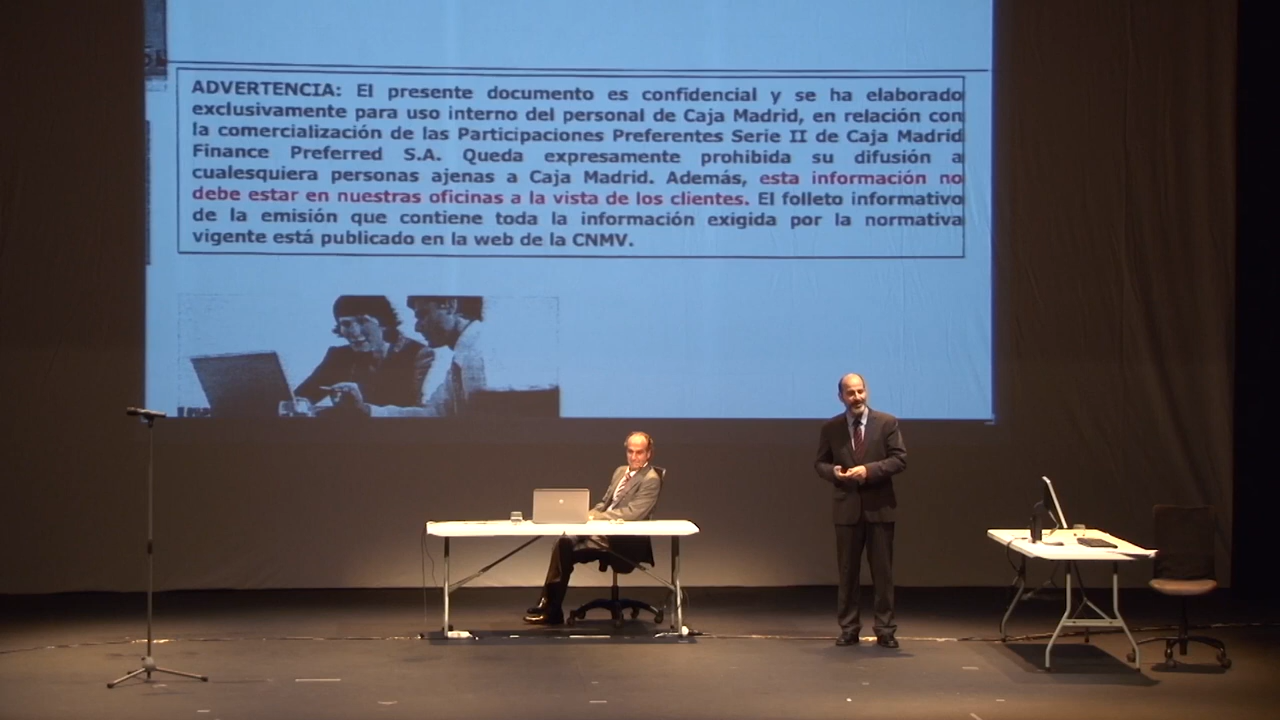 ADVERTENCIA: El presente documento es confidencial y se ha elaborado
exclusivamente para uso interno del personal de Caja Madrid, en relación con
la comercialización de las Participaciones Preferentes Serie II de Caja Madrid
Finance Preferred S.A. Queda expresamente prohibida su difusión a
cualesquiera personas ajenas a Caja Madrid. Además, esta información no
debe estar en nuestras oficinas a la vista de los clientes. El folleto informativo
de la emisión que contiene toda la información exigida por la normativa
vigente está publicado en la web de la CNMV.